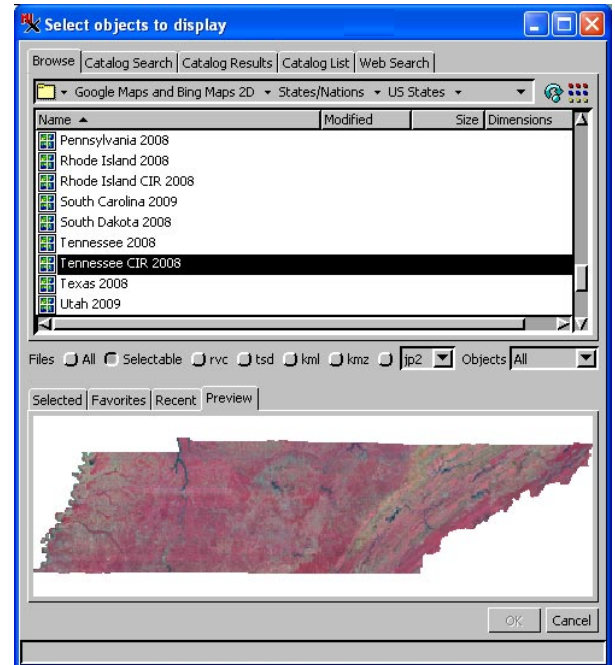 Select objects to display
Browse Catalog Search Catalog Results Catalog List Web Search
Google Maps and Bing Maps 2D States/Nations US States
Name Modified Size Dimensions
Pennsylvania 2008
Rhode Island 2008
Rhode Island CIR 2008
South Carolina 2009
South Dakota 2008
Tennessee 2008
Tennessee CIR 2008
Texas 2008
Utah 2009
Files All Selectable rvc tsd kml kmz jp2 Objects All
Selected Favorites Recent Preview
OK Cancel